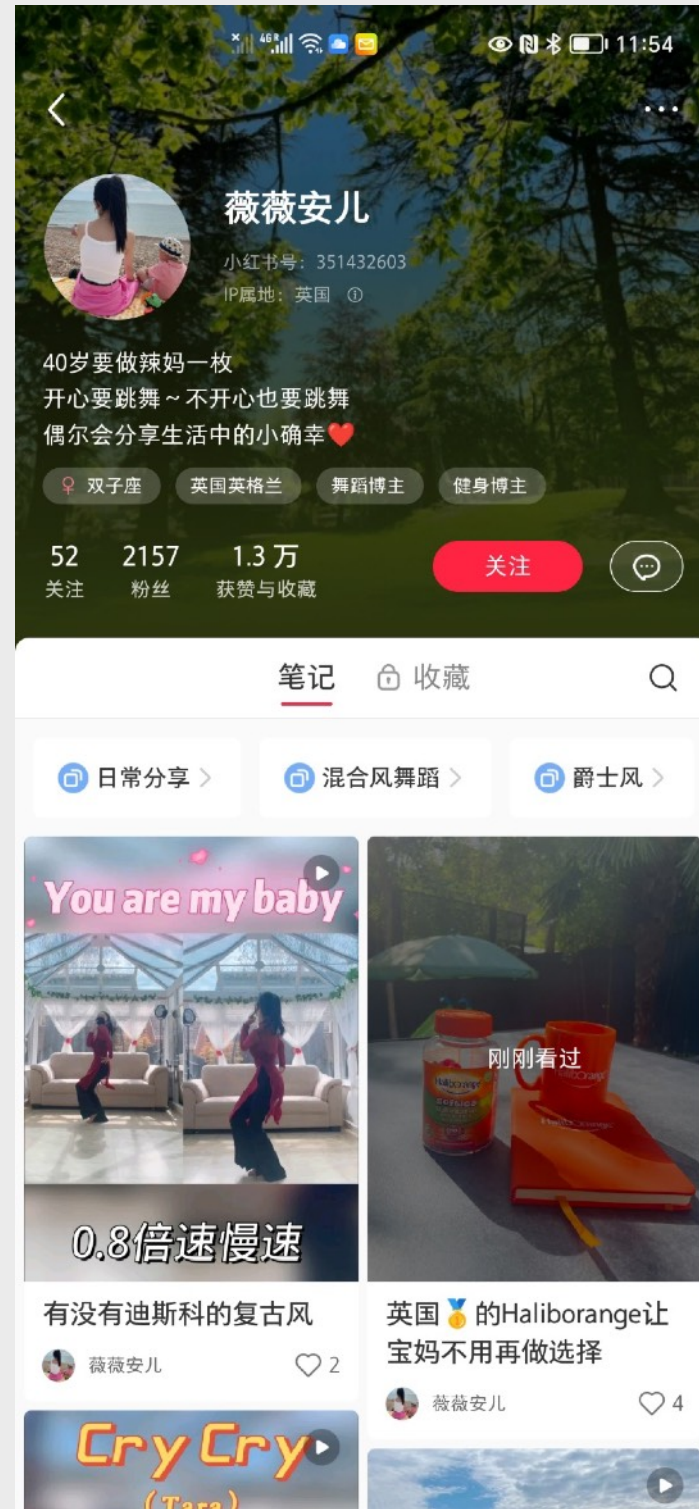 4G R
11:54
薇薇安儿
小红书号：351432603
IP属地：英国
40岁要做辣妈一枚
开心要跳舞～不开心也要跳舞
偶尔会分享生活中的小确幸❤️
♀ 双子座
英国英格兰
舞蹈博主
健身博主
52
2157
1.3 万
关注
粉丝
获赞与收藏
关注
笔记
收藏
日常分享
混合风舞蹈
爵士风
You are my baby
0.8倍速慢速
有没有迪斯科的复古风
薇薇安儿
2
刚刚看过
Haliborange
英国🏅的Haliborange让
宝妈不用再做选择
薇薇安儿
4
Cry Cry
(Tara)